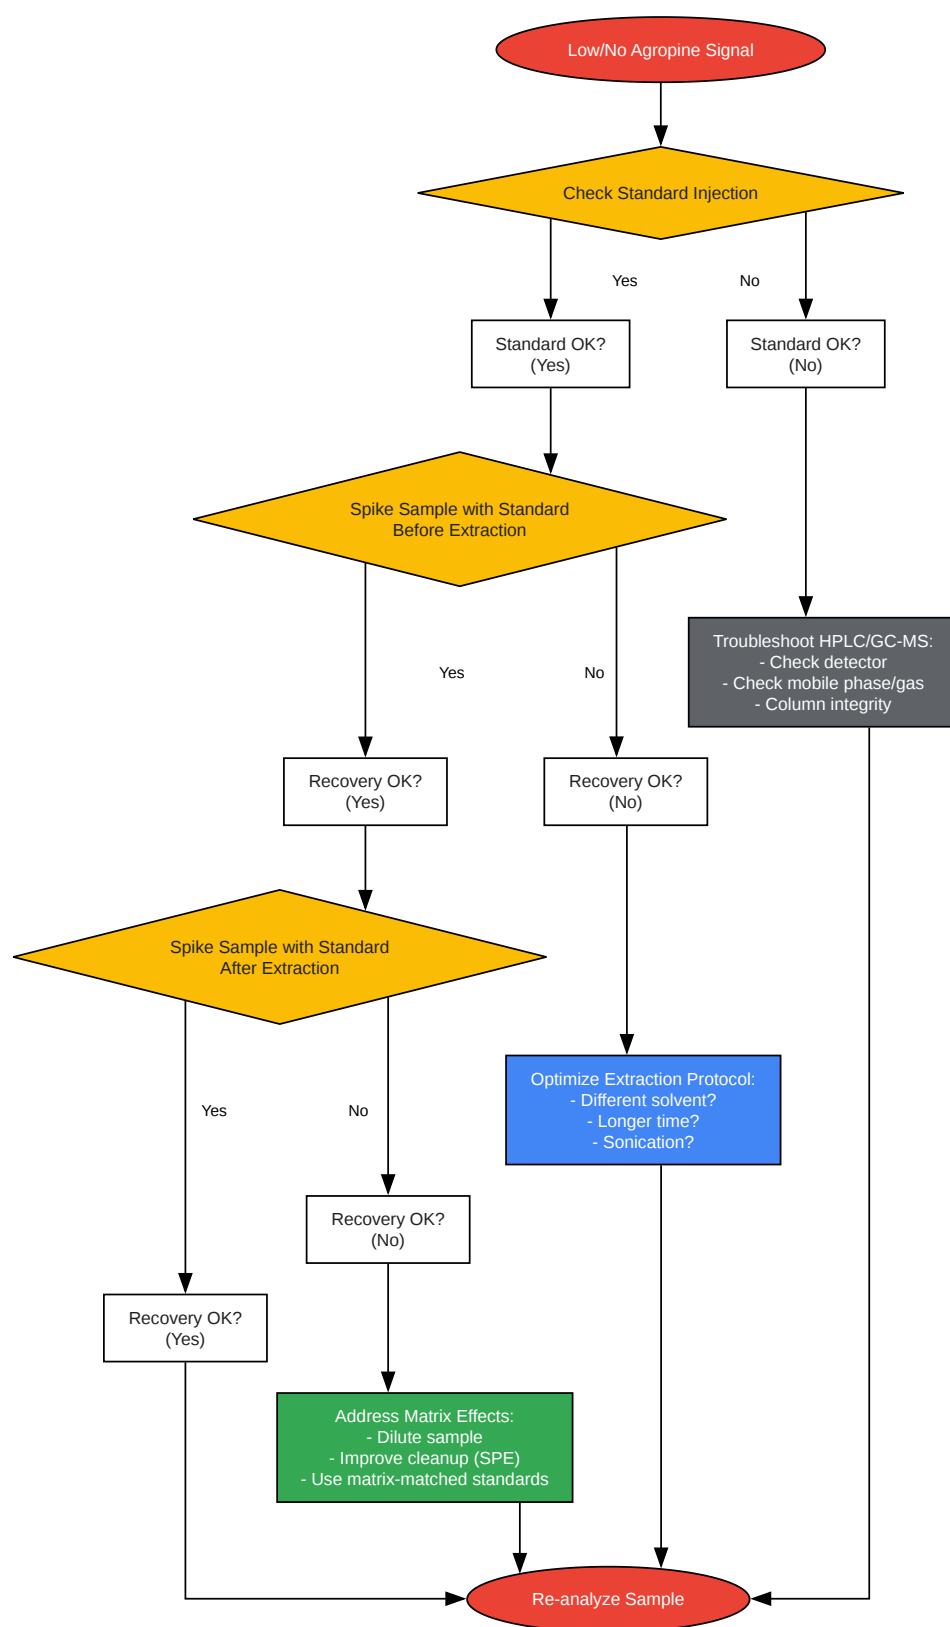 Low/No Agropine Signal
Check Standard Injection
Yes
No
Standard OK?
(Yes)
Standard OK?
(No)
Spike Sample with Standard
Before Extraction
Troubleshoot HPLC/GC-MS:
- Check detector
- Check mobile phase/gas
- Column integrity
Yes
No
Recovery OK?
(Yes)
Recovery OK?
(No)
Spike Sample with Standard
After Extraction
Optimize Extraction Protocol:
- Different solvent?
- Longer time?
- Sonication?
Yes
No
Recovery OK?
(No)
Recovery OK?
(Yes)
Address Matrix Effects:
- Dilute sample
- Improve cleanup (SPE)
- Use matrix-matched standards
Re-analyze Sample